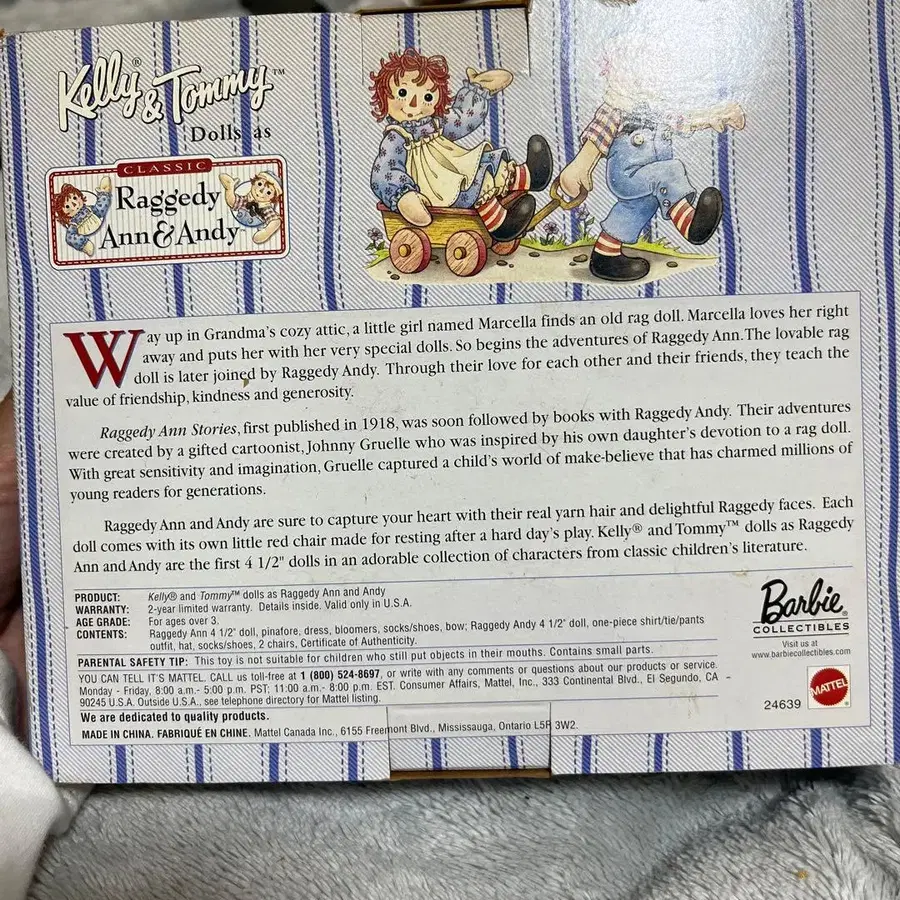 Kelly® & Tommy™
Dolls as
CLASSIC
Raggedy
Ann & Andy
Way up in Grandma's cozy attic, a little girl named Marcella finds an old rag doll. Marcella loves her right
away and puts her with her very special dolls. So begins the adventures of Raggedy Ann. The lovable rag
doll is later joined by Raggedy Andy. Through their love for each other and their friends, they teach the
value of friendship, kindness and generosity.
Raggedy Ann Stories, first published in 1918, was soon followed by books with Raggedy Andy. Their adventures
were created by a gifted cartoonist, Johnny Gruelle who was inspired by his own daughter's devotion to a rag doll.
With great sensitivity and imagination, Gruelle captured a child's world of make-believe that has charmed millions of
young readers for generations.
Raggedy Ann and Andy are sure to capture your heart with their real yarn hair and delightful Raggedy faces. Each
doll comes with its own little red chair made for resting after a hard day's play. Kelly® and Tommy™ dolls as Raggedy
Ann and Andy are the first 4 1/2" dolls in an adorable collection of characters from classic children's literature.
PRODUCT: Kelly® and Tommy™ dolls as Raggedy Ann and Andy
WARRANTY: 2-year limited warranty. Details inside. Valid only in U.S.A.
AGE GRADE: For ages over 3.
CONTENTS: Raggedy Ann 4 1/2" doll, pinafore, dress, bloomers, socks/shoes, bow; Raggedy Andy 4 1/2" doll, one-piece shirt/tie/pants
outfit, hat, socks/shoes, 2 chairs, Certificate of Authenticity.
PARENTAL SAFETY TIP: This toy is not suitable for children who still put objects in their mouths. Contains small parts.
YOU CAN TELL IT'S MATTEL. CALL us toll-free at 1 (800) 524-8697, or write with any comments or questions about our products or service.
Monday - Friday, 8:00 a.m.- 5:00 p.m. PST: 11:00 a.m.- 8:00 p.m. EST. Consumer Affairs, Mattel, Inc., 333 Continental Blvd., El Segundo, CA
90245 U.S.A. Outside U.S.A., see telephone directory for Mattel listing.
We are dedicated to quality products.
MADE IN CHINA. FABRIQUÉ EN CHINE. Mattel Canada Inc., 6155 Freemont Blvd., Mississauga, Ontario L5R 3W2.
Barbie®
COLLECTIBLES
Visit us at
www.barbiecollectibles.com
MATTEL®
24639